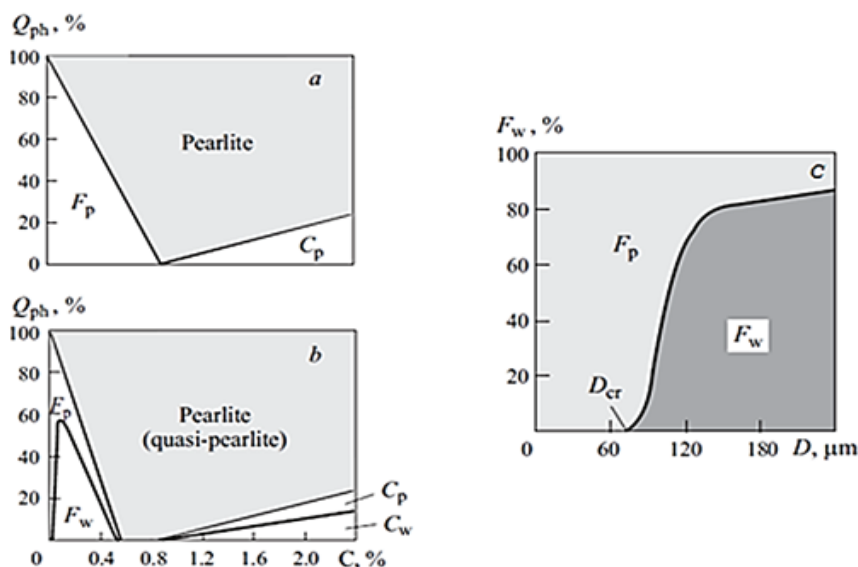 Q_ph, %
100
a
80
Pearlite
60
40
F_p
20
C_p
0
Q_ph, %
100
b
80
Pearlite
(quasi-pearlite)
60
F_p
40
C_p
20
F_w
C_w
0 0.4 0.8 1.2 1.6 2.0 C, %
F_w, %
100
C
80
F_p
60
40
F_w
D_cr
20
0 60 120 180 D, μm